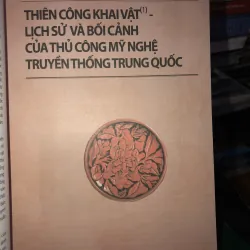 THIÊN CÔNG KHAI VẬT⁽¹⁾ -
LỊCH SỬ VÀ BỐI CẢNH
CỦA THỦ CÔNG MỸ NGHỆ
TRUYỀN THỐNG TRUNG QUỐC